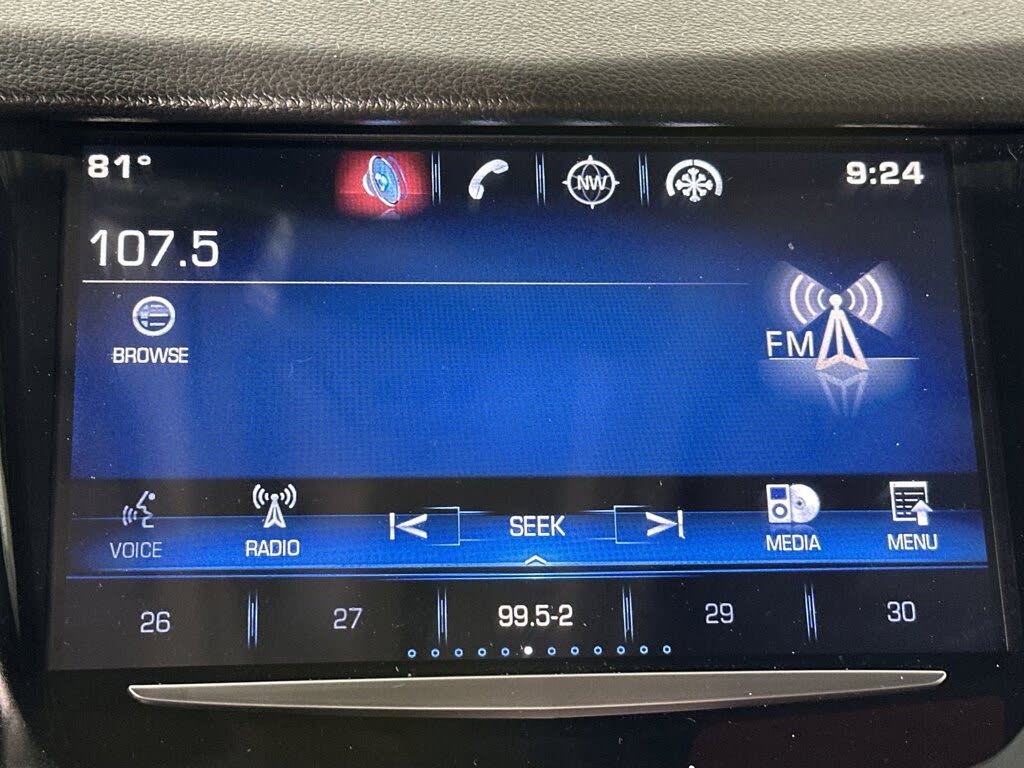 81° NW 9:24
107.5
FM
BROWSE
VOICE RADIO SEEK MEDIA MENU
26 27 99.5-2 29 30